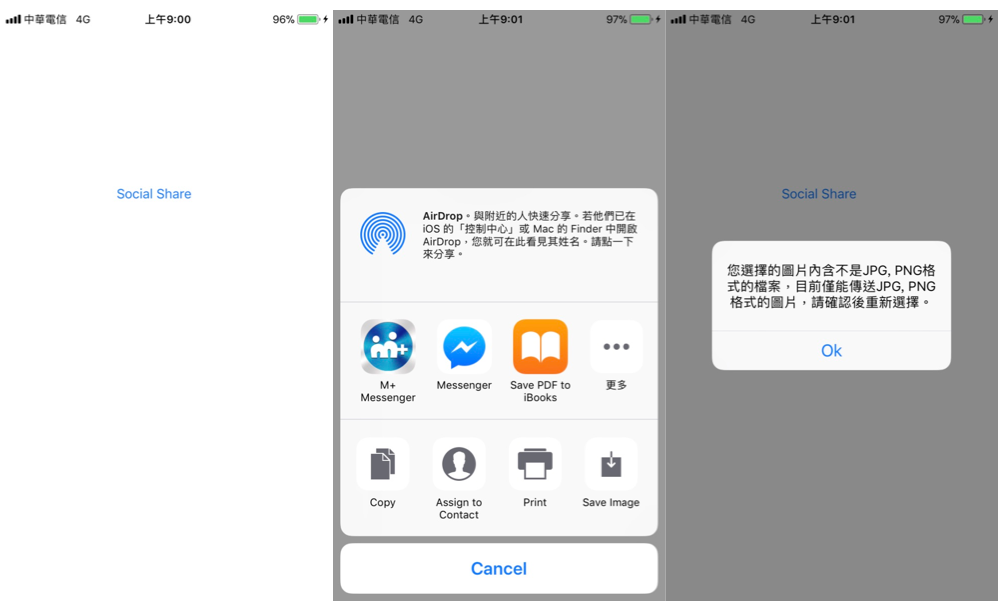 中華電信 4G 上午9:00 96%
Social Share
中華電信 4G 上午9:01 97%
AirDrop。與附近的人快速分享。若他們已在
iOS 的「控制中心」或 Mac 的 Finder 中開啟
AirDrop，您就可在此看見其姓名。請點一下
來分享。
M+
Messenger
Messenger
Save PDF to
iBooks
更多
Copy
Assign to
Contact
Print
Save Image
Cancel
中華電信 4G 上午9:01 97%
Social Share
您選擇的圖片內含不是JPG, PNG格
式的檔案，目前僅能傳送JPG, PNG
格式的圖片，請確認後重新選擇。
Ok